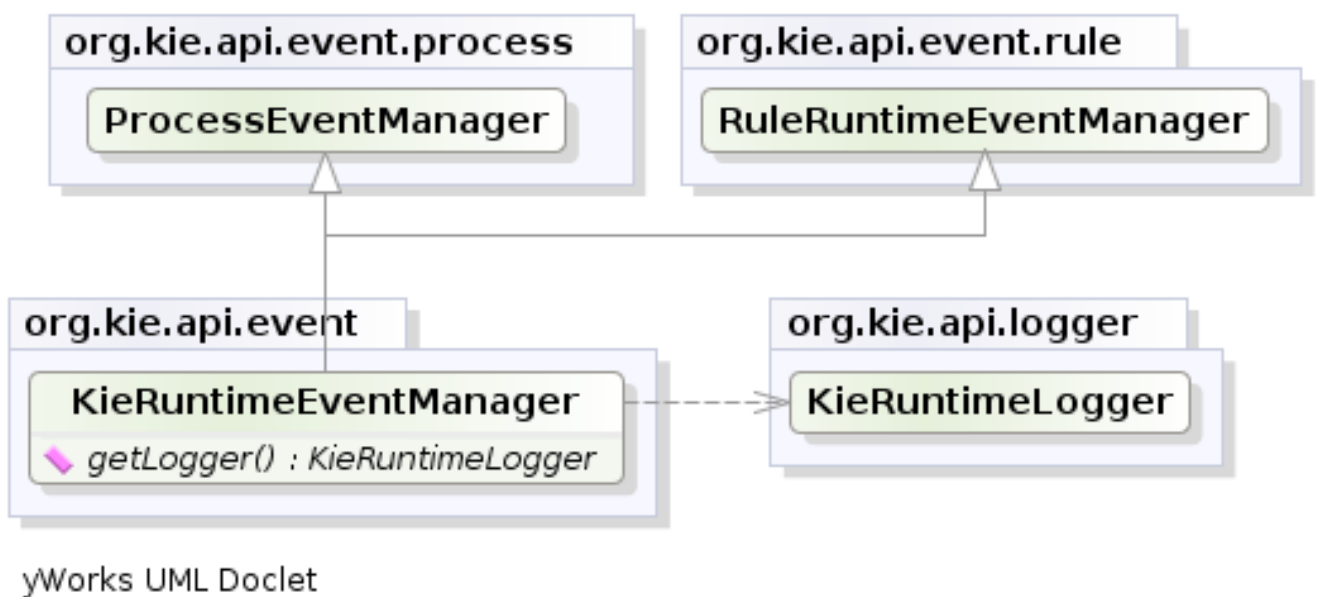 org.kie.api.event.process
ProcessEventManager
org.kie.api.event.rule
RuleRuntimeEventManager
org.kie.api.event
KieRuntimeEventManager
getLogger() : KieRuntimeLogger
org.kie.api.logger
KieRuntimeLogger
yWorks UML Doclet